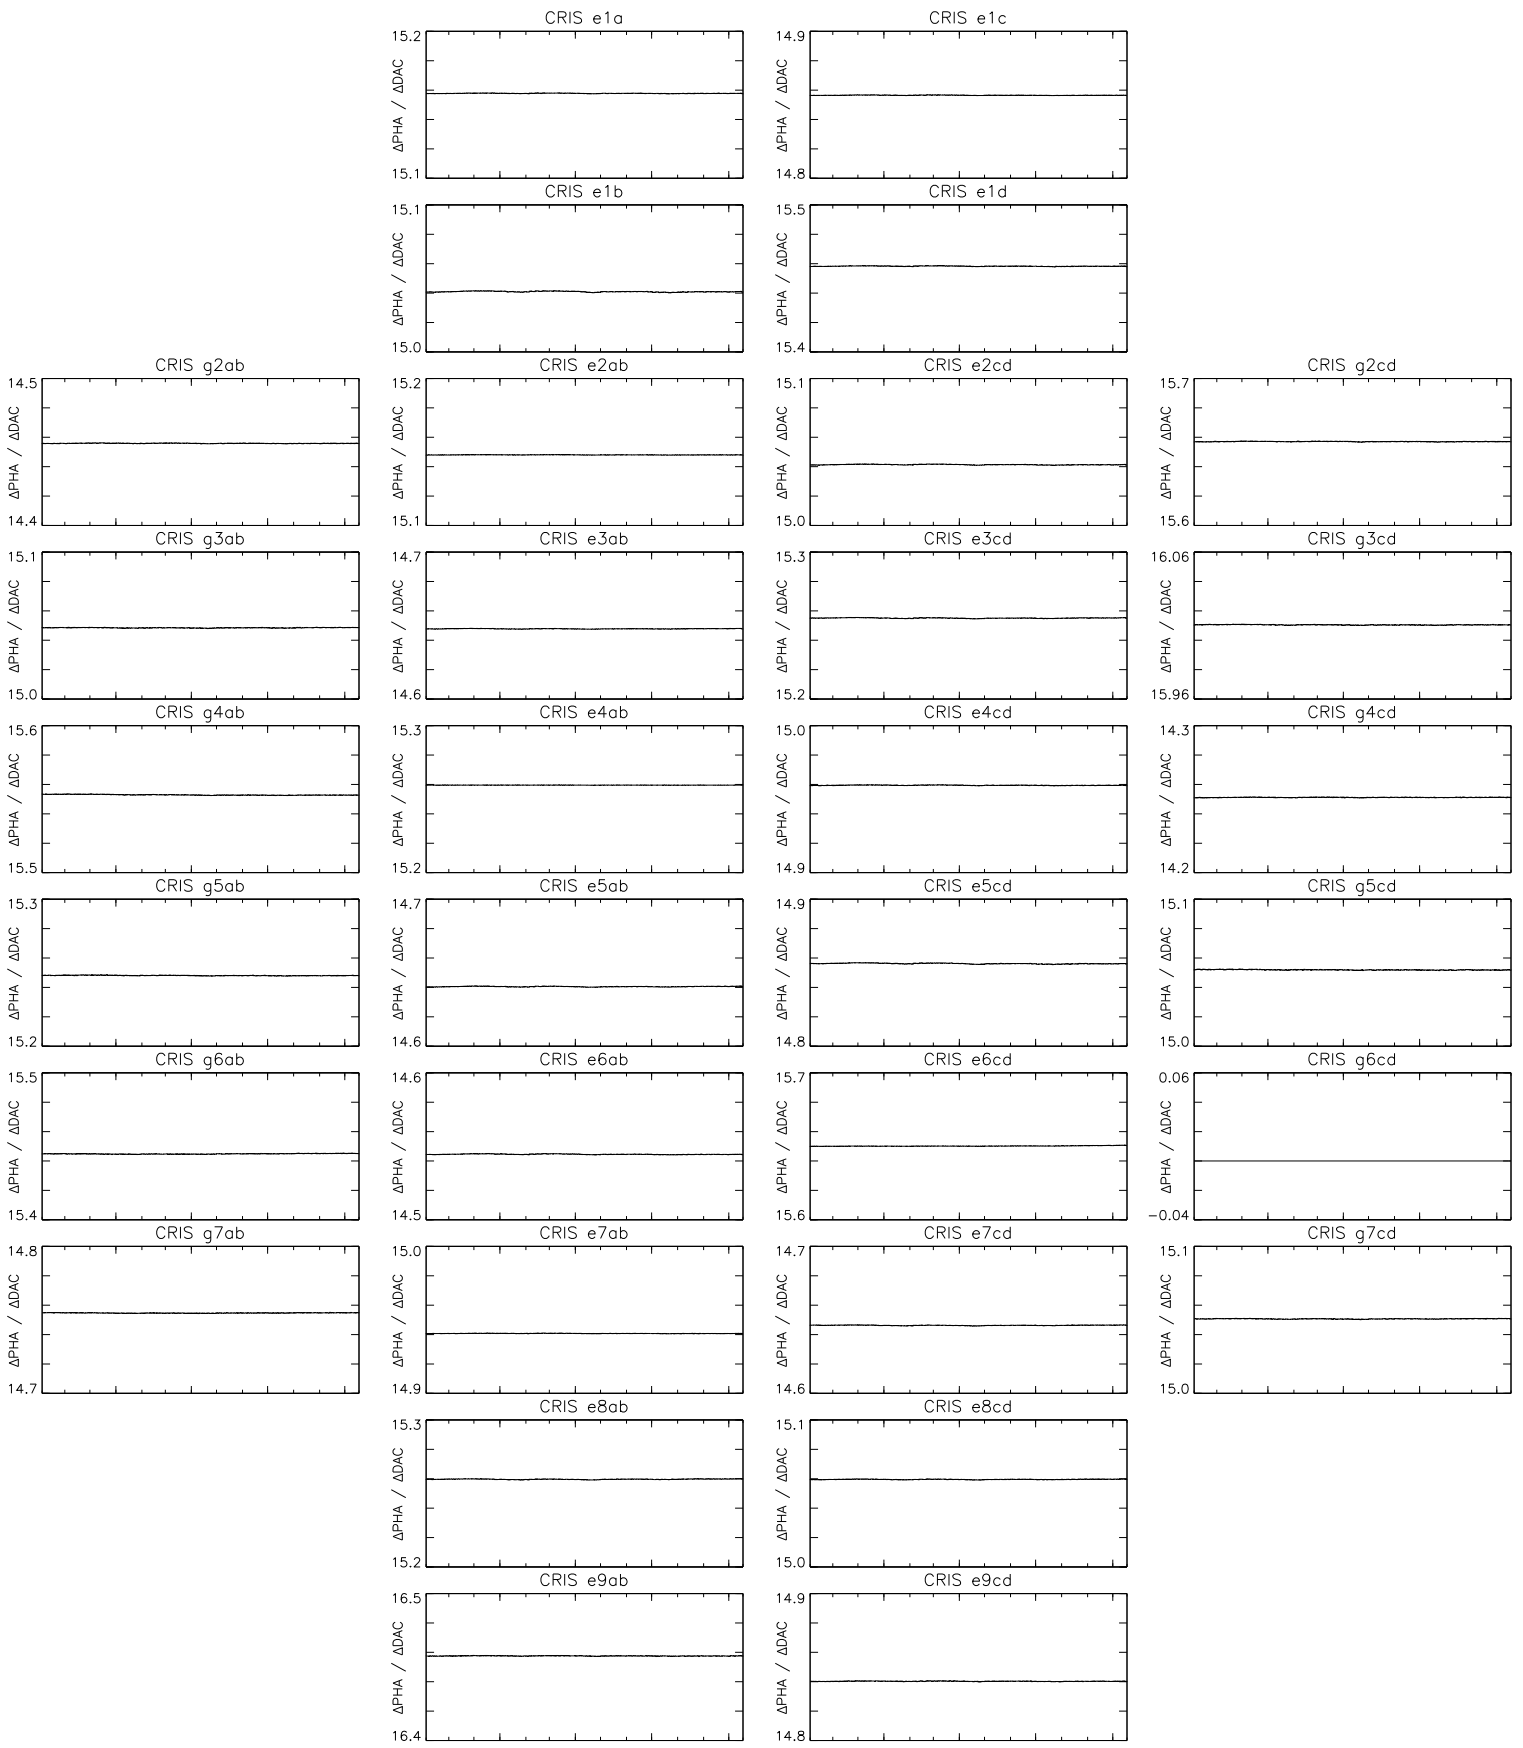 CRIS e1a
15.2
ΔPHA / ΔDAC
15.1
CRIS e1c
14.9
ΔPHA / ΔDAC
14.8
CRIS e1b
15.1
ΔPHA / ΔDAC
15.0
CRIS e1d
15.5
ΔPHA / ΔDAC
15.4
CRIS g2ab
14.5
ΔPHA / ΔDAC
14.4
CRIS e2ab
15.2
ΔPHA / ΔDAC
15.1
CRIS e2cd
15.1
ΔPHA / ΔDAC
15.0
CRIS g2cd
15.7
ΔPHA / ΔDAC
15.6
CRIS g3ab
15.1
ΔPHA / ΔDAC
15.0
CRIS e3ab
14.7
ΔPHA / ΔDAC
14.6
CRIS e3cd
15.3
ΔPHA / ΔDAC
15.2
CRIS g3cd
16.06
ΔPHA / ΔDAC
15.96
CRIS g4ab
15.6
ΔPHA / ΔDAC
15.5
CRIS e4ab
15.3
ΔPHA / ΔDAC
15.2
CRIS e4cd
15.0
ΔPHA / ΔDAC
14.9
CRIS g4cd
14.3
ΔPHA / ΔDAC
14.2
CRIS g5ab
15.3
ΔPHA / ΔDAC
15.2
CRIS e5ab
14.7
ΔPHA / ΔDAC
14.6
CRIS e5cd
14.9
ΔPHA / ΔDAC
14.8
CRIS g5cd
15.1
ΔPHA / ΔDAC
15.0
CRIS g6ab
15.5
ΔPHA / ΔDAC
15.4
CRIS e6ab
14.6
ΔPHA / ΔDAC
14.5
CRIS e6cd
15.7
ΔPHA / ΔDAC
15.6
CRIS g6cd
0.06
ΔPHA / ΔDAC
−0.04
CRIS g7ab
14.8
ΔPHA / ΔDAC
14.7
CRIS e7ab
15.0
ΔPHA / ΔDAC
14.9
CRIS e7cd
14.7
ΔPHA / ΔDAC
14.6
CRIS g7cd
15.1
ΔPHA / ΔDAC
15.0
CRIS e8ab
15.3
ΔPHA / ΔDAC
15.2
CRIS e8cd
15.1
ΔPHA / ΔDAC
15.0
CRIS e9ab
16.5
ΔPHA / ΔDAC
16.4
CRIS e9cd
14.9
ΔPHA / ΔDAC
14.8